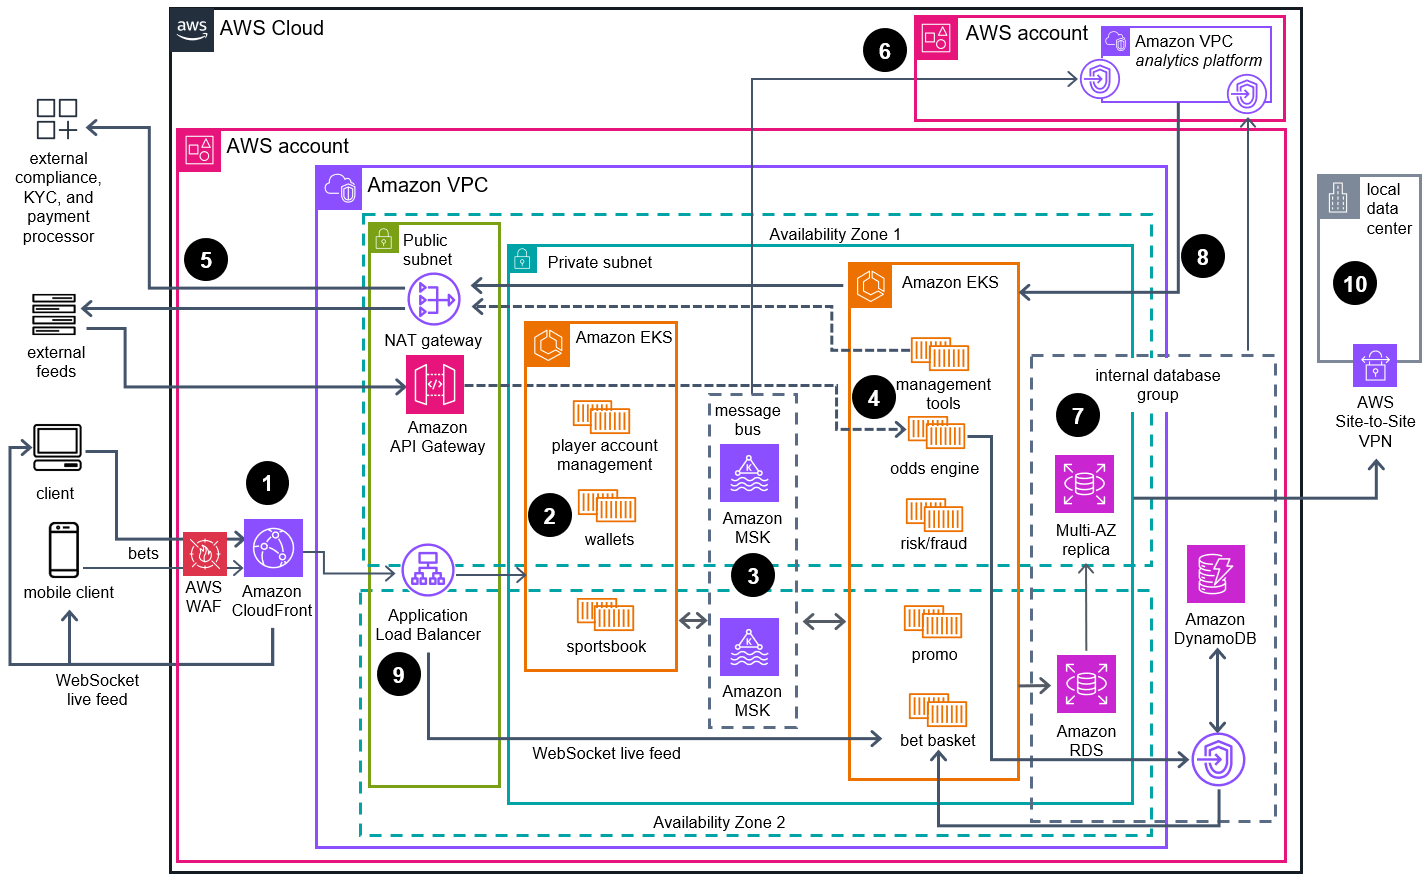 aws
AWS Cloud
6
AWS account
Amazon VPC
analytics platform
external
compliance,
KYC, and
payment
processor
AWS account
Amazon VPC
local
data
center
Availability Zone 1
5
Public
subnet
Private subnet
8
10
Amazon EKS
NAT gateway
external
feeds
Amazon EKS
management
tools
4
internal database
group
AWS
Site-to-Site
VPN
Amazon
API Gateway
message
bus
7
player account
management
odds engine
client
1
2
wallets
Amazon
MSK
risk/fraud
Multi-AZ
replica
bets
mobile client
AWS
WAF
Amazon
CloudFront
3
Application
Load Balancer
sportsbook
promo
Amazon
DynamoDB
WebSocket
live feed
9
Amazon
MSK
bet basket
Amazon
RDS
WebSocket live feed
Availability Zone 2